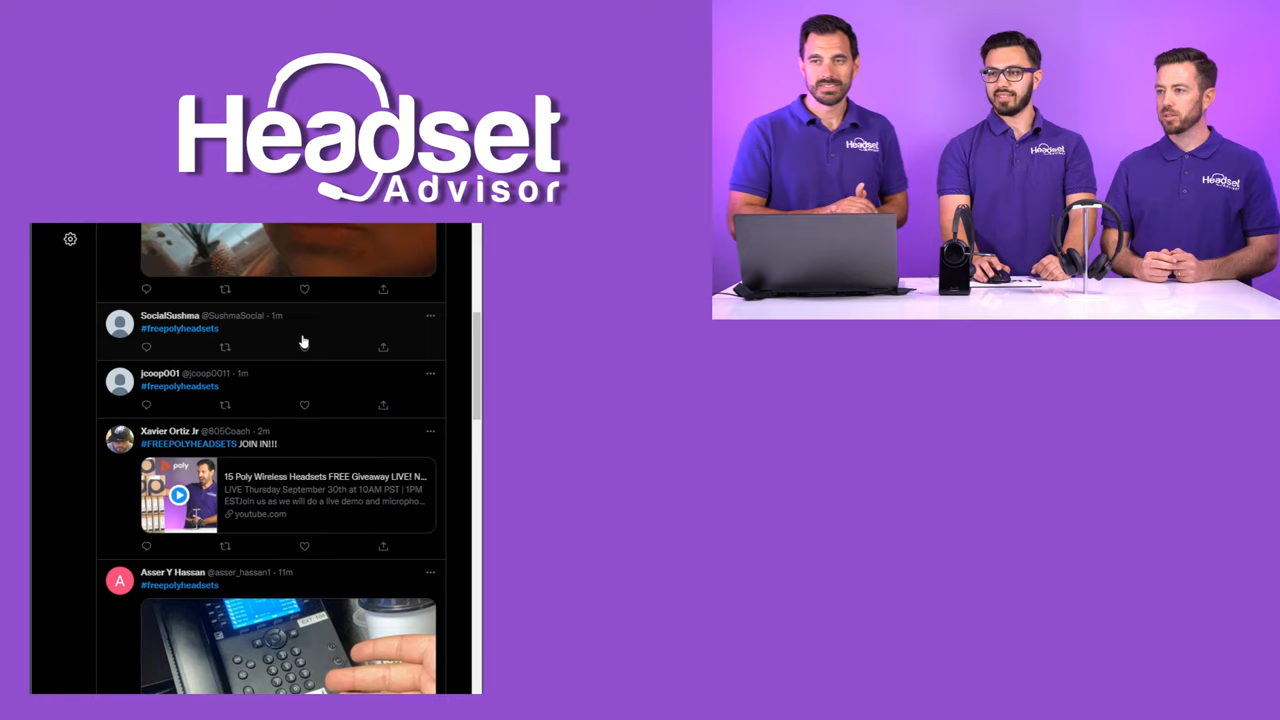 Headset
Advisor
Headset
Headset
Headset
SocialSushma @SushmaSocial · 1m
#freepolyheadsets
jcoop001 @jcoop0011 · 1m
#freepolyheadsets
Xavier Ortiz Jr @805Coach · 2m
#FREEPOLYHEADSETS JOIN IN!!!
poly
15 Poly Wireless Headsets FREE Giveaway LIVE! N...
LIVE Thursday September 30th at 10AM PST | 1PM
ESTJoin us as we will do a live demo and micropho...
youtube.com
A
Asser Y Hassan @asser_hassan1 · 11m
#freepolyheadsets